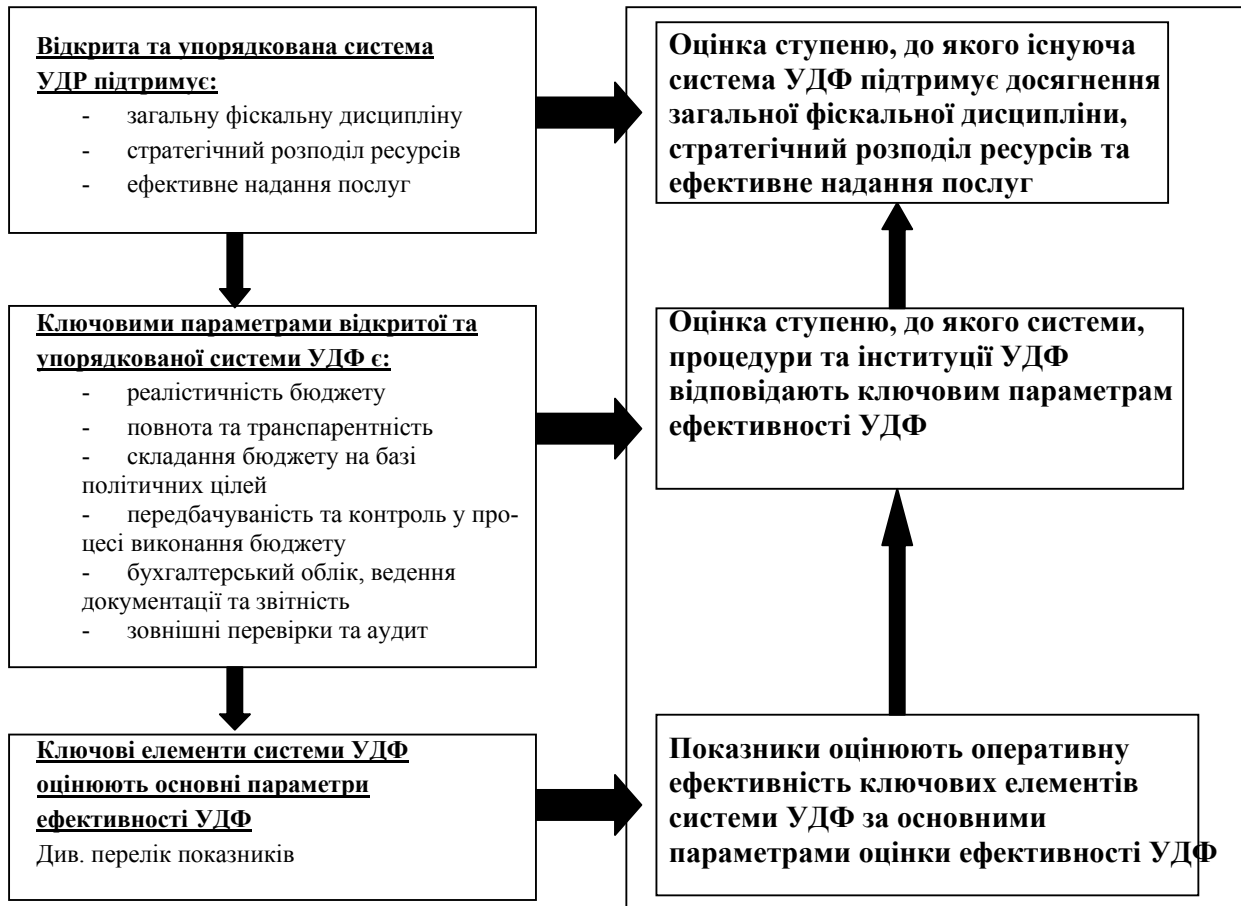 Відкрита та упорядкована система
УДР підтримує:
- загальну фіскальну дисципліну
- стратегічний розподіл ресурсів
- ефективне надання послуг
Оцінка ступеню, до якого існуюча
система УДФ підтримує досягнення
загальної фіскальної дисципліни,
стратегічний розподіл ресурсів та
ефективне надання послуг
Ключовими параметрами відкритої та
упорядкованої системи УДФ є:
- реалістичність бюджету
- повнота та транспарентність
- складання бюджету на базі
політичних цілей
- передбачуваність та контроль у про-
цесі виконання бюджету
- бухгалтерський облік, ведення
документації та звітність
- зовнішні перевірки та аудит
Оцінка ступеню, до якого системи,
процедури та інституції УДФ
відповідають ключовим параметрам
ефективності УДФ
Ключові елементи системи УДФ
оцінюють основні параметри
ефективності УДФ
Див. перелік показників
Показники оцінюють оперативну
ефективність ключових елементів
системи УДФ за основними
параметрами оцінки ефективності УДФ